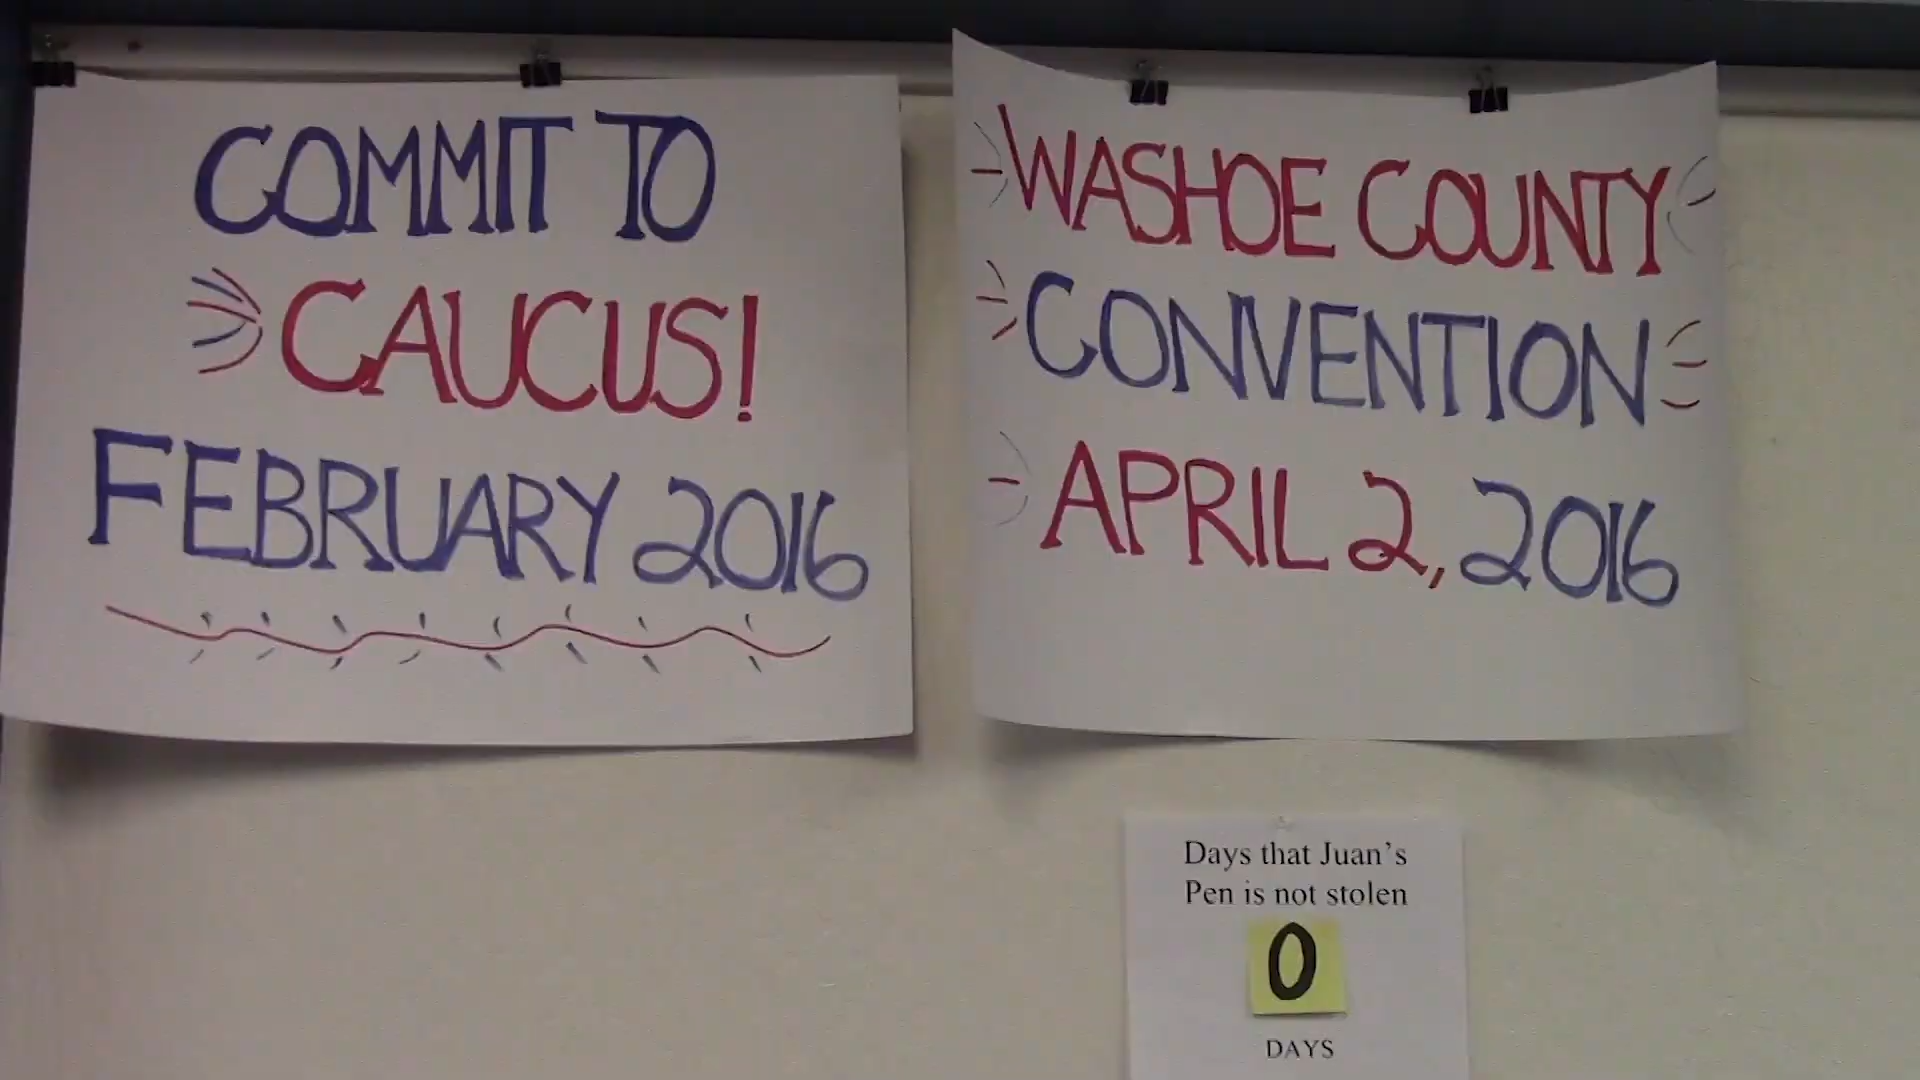 COMMIT TO
CAUCUS!
FEBRUARY 2016
WASHOE COUNTY
CONVENTION
APRIL 2, 2016
Days that Juan's
Pen is not stolen
0
DAYS